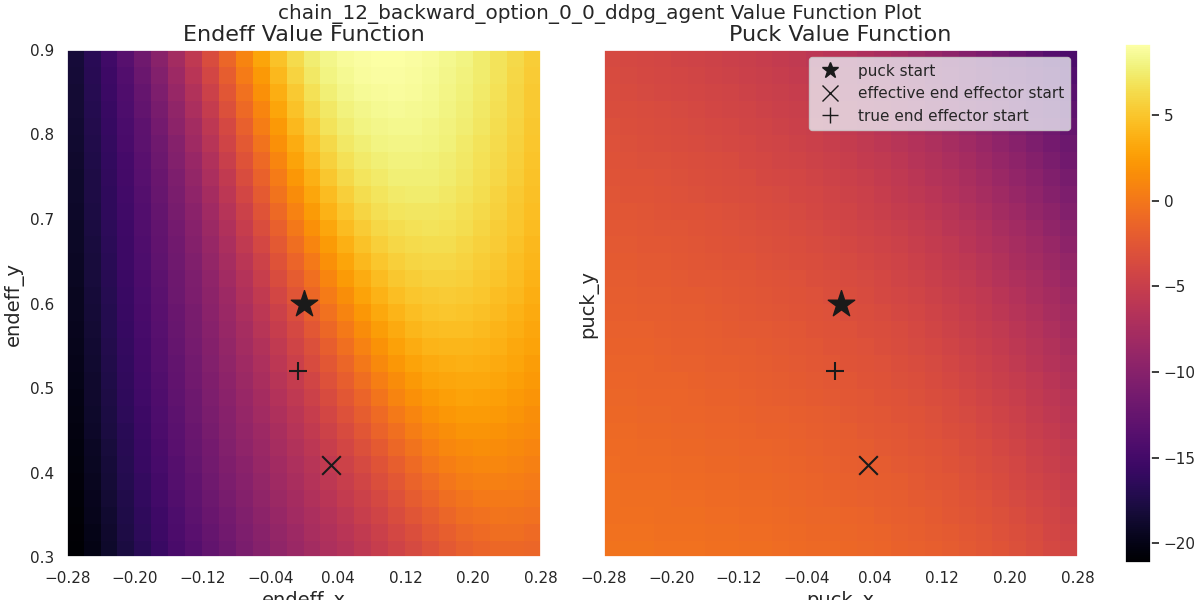 chain_12_backward_option_0_0_ddpg_agent Value Function Plot
Endeff Value Function
Puck Value Function
puck start
effective end effector start
true end effector start
endeff_y
0.9
0.8
0.7
0.6
0.5
0.4
0.3
−0.28 −0.20 −0.12 −0.04 0.04 0.12 0.20 0.28
endeff_x
puck_y
−0.28 −0.20 −0.12 −0.04 0.04 0.12 0.20 0.28
puck_x
5
0
−5
−10
−15
−20